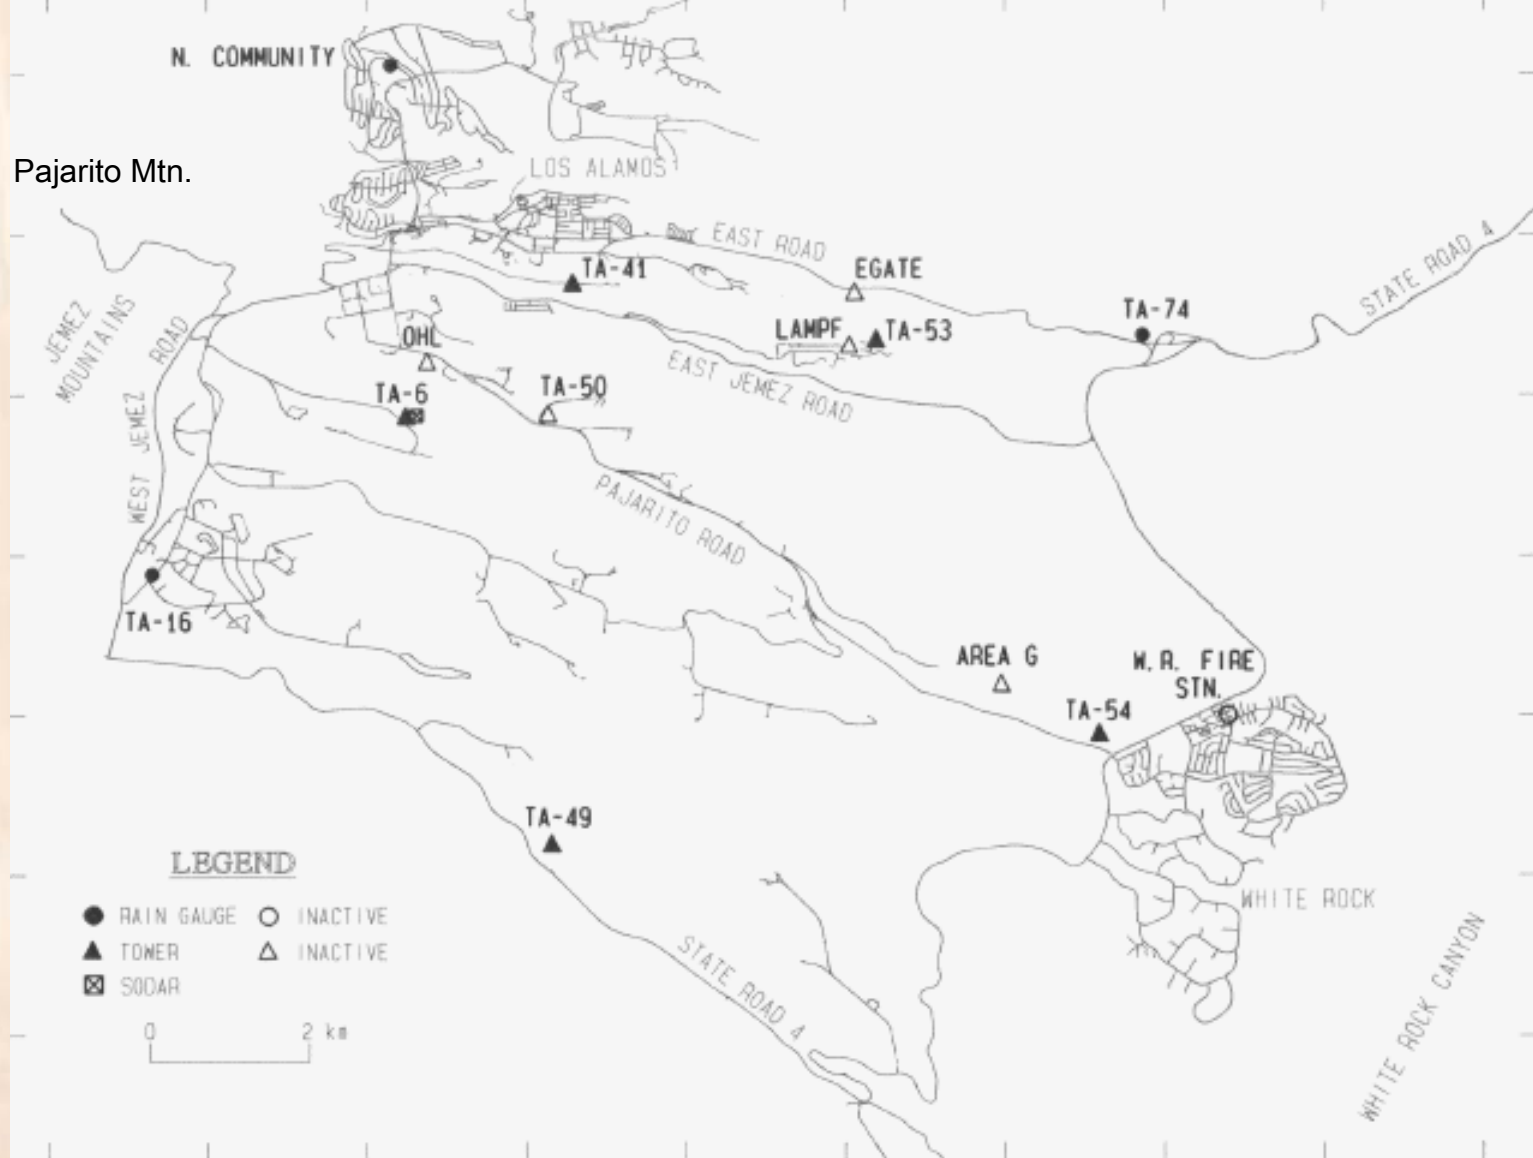 N. COMMUNITY
Pajarito Mtn.
LOS ALAMOS
EAST ROAD
STATE ROAD 4
TA-41
EGATE
TA-74
JEMEZ
MOUNTAINS
WEST JEMEZ ROAD
OHL
LAMPF
TA-53
TA-6
TA-50
EAST JEMEZ ROAD
PAJARITO ROAD
TA-16
AREA G
W.R. FIRE
STN.
TA-54
TA-49
LEGEND
RAIN GAUGE INACTIVE
TOWER INACTIVE
SODAR
0 2 km
STATE ROAD 4
WHITE ROCK
WHITE ROCK CANYON